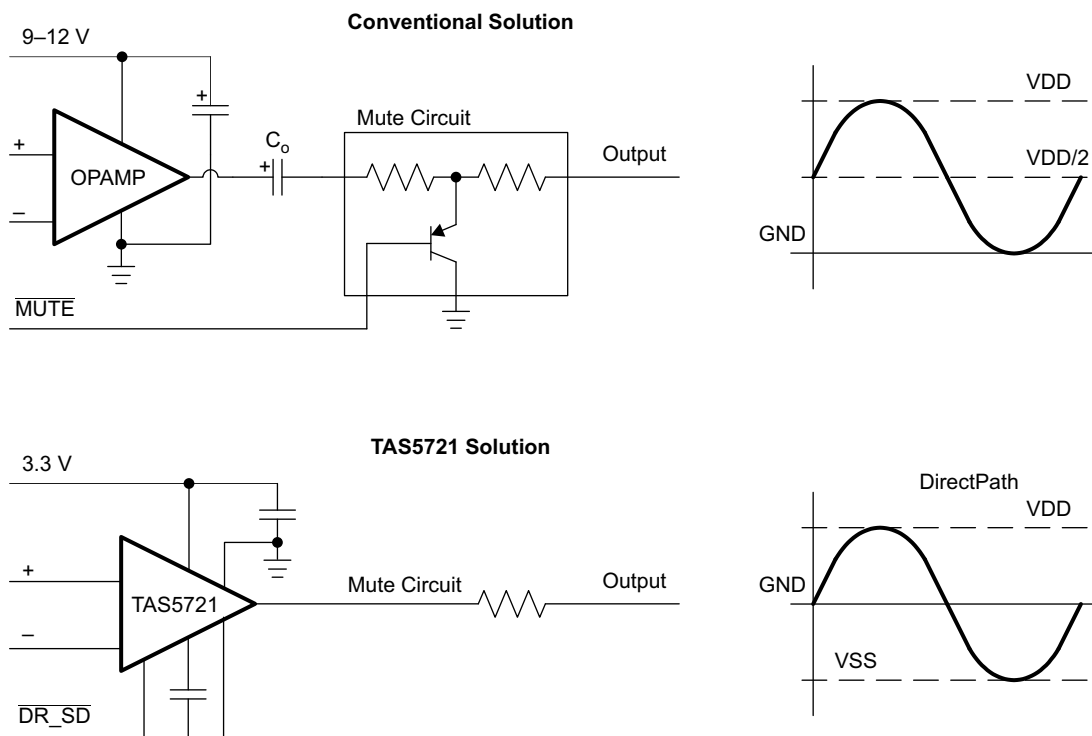 Conventional Solution
9–12 V
+
Mute Circuit
VDD
+
Co
+
OPAMP
Output
VDD/2
–
GND
MUTE
TAS5721 Solution
3.3 V
DirectPath
VDD
+
TAS5721
Mute Circuit
Output
GND
–
VSS
DR_SD